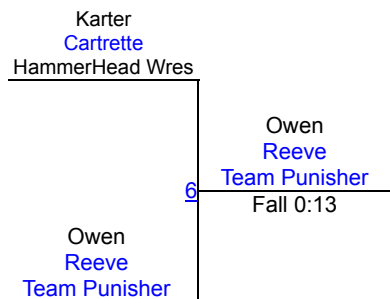 Karter
Cartrette
HammerHead Wres
Owen
Reeve
Team Punisher
6
Fall 0:13
Owen
Reeve
Team Punisher